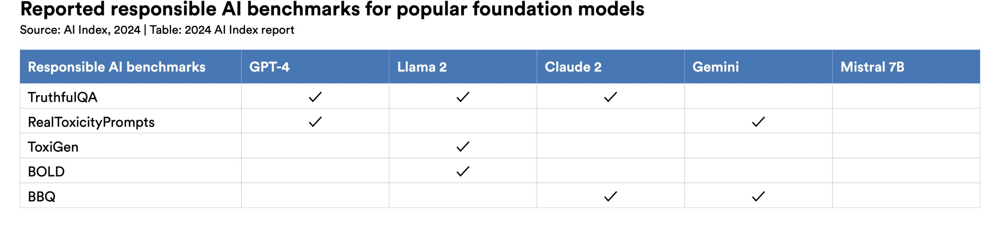 Reported responsible AI benchmarks for popular foundation models
Source: AI Index, 2024 | Table: 2024 AI Index report
Responsible AI benchmarks GPT-4 Llama 2 Claude 2 Gemini Mistral 7B
TruthfulQA ✓ ✓ ✓
RealToxicityPrompts ✓ ✓
ToxiGen ✓
BOLD ✓
BBQ ✓ ✓